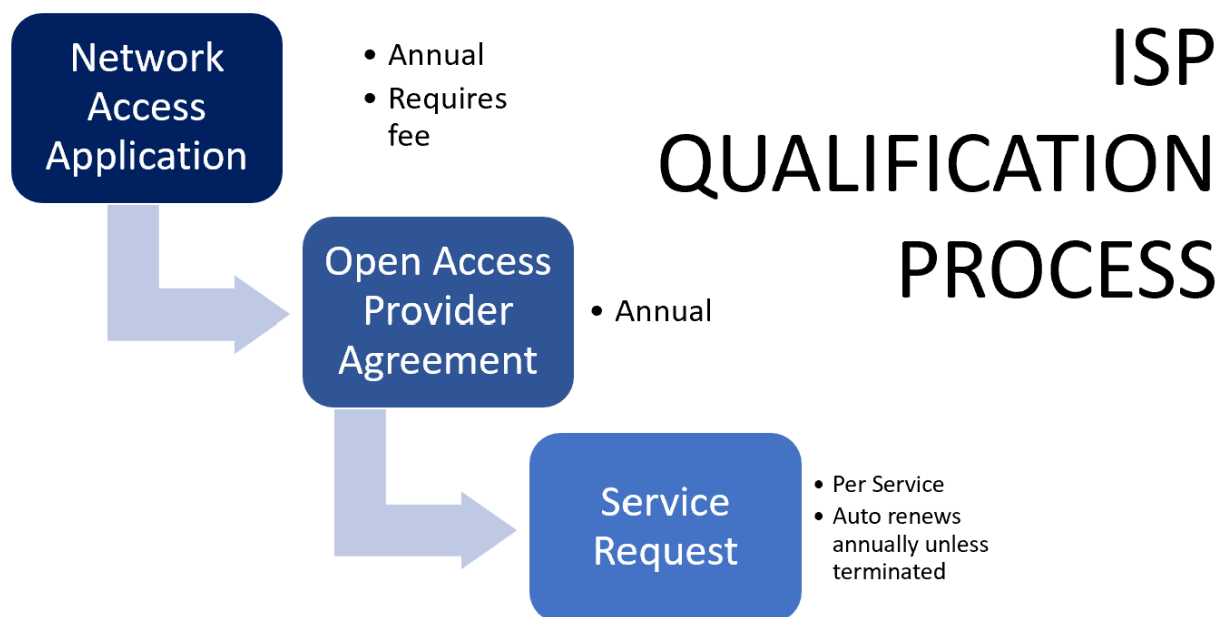 Network
Access
Application
• Annual
• Requires
fee
ISP
QUALIFICATION
PROCESS
Open Access
Provider
Agreement
• Annual
Service
Request
• Per Service
• Auto renews
annually unless
terminated